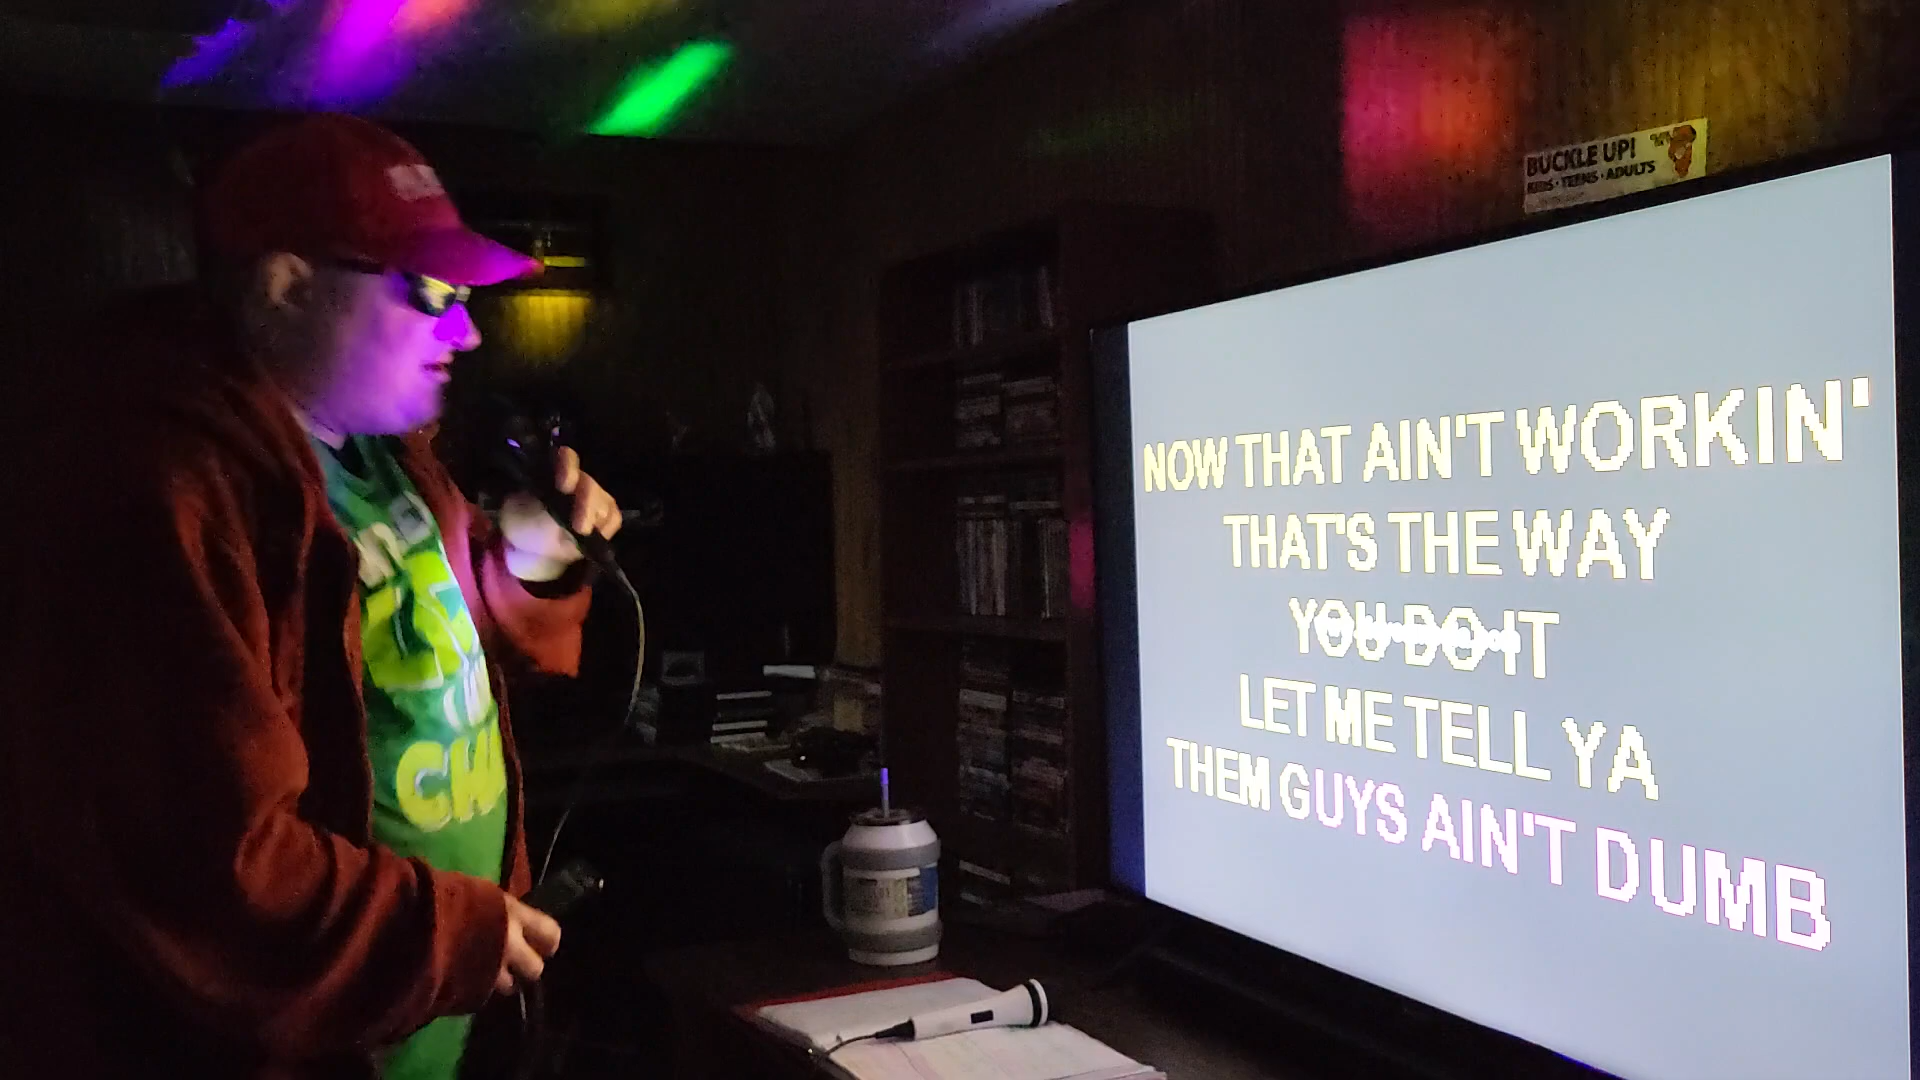 BUCKLE UP!
KIDS • TEENS • ADULTS
NOW THAT AIN'T WORKIN'
THAT'S THE WAY
YOU DO IT
LET ME TELL YA
THEM GUYS AIN'T DUMB